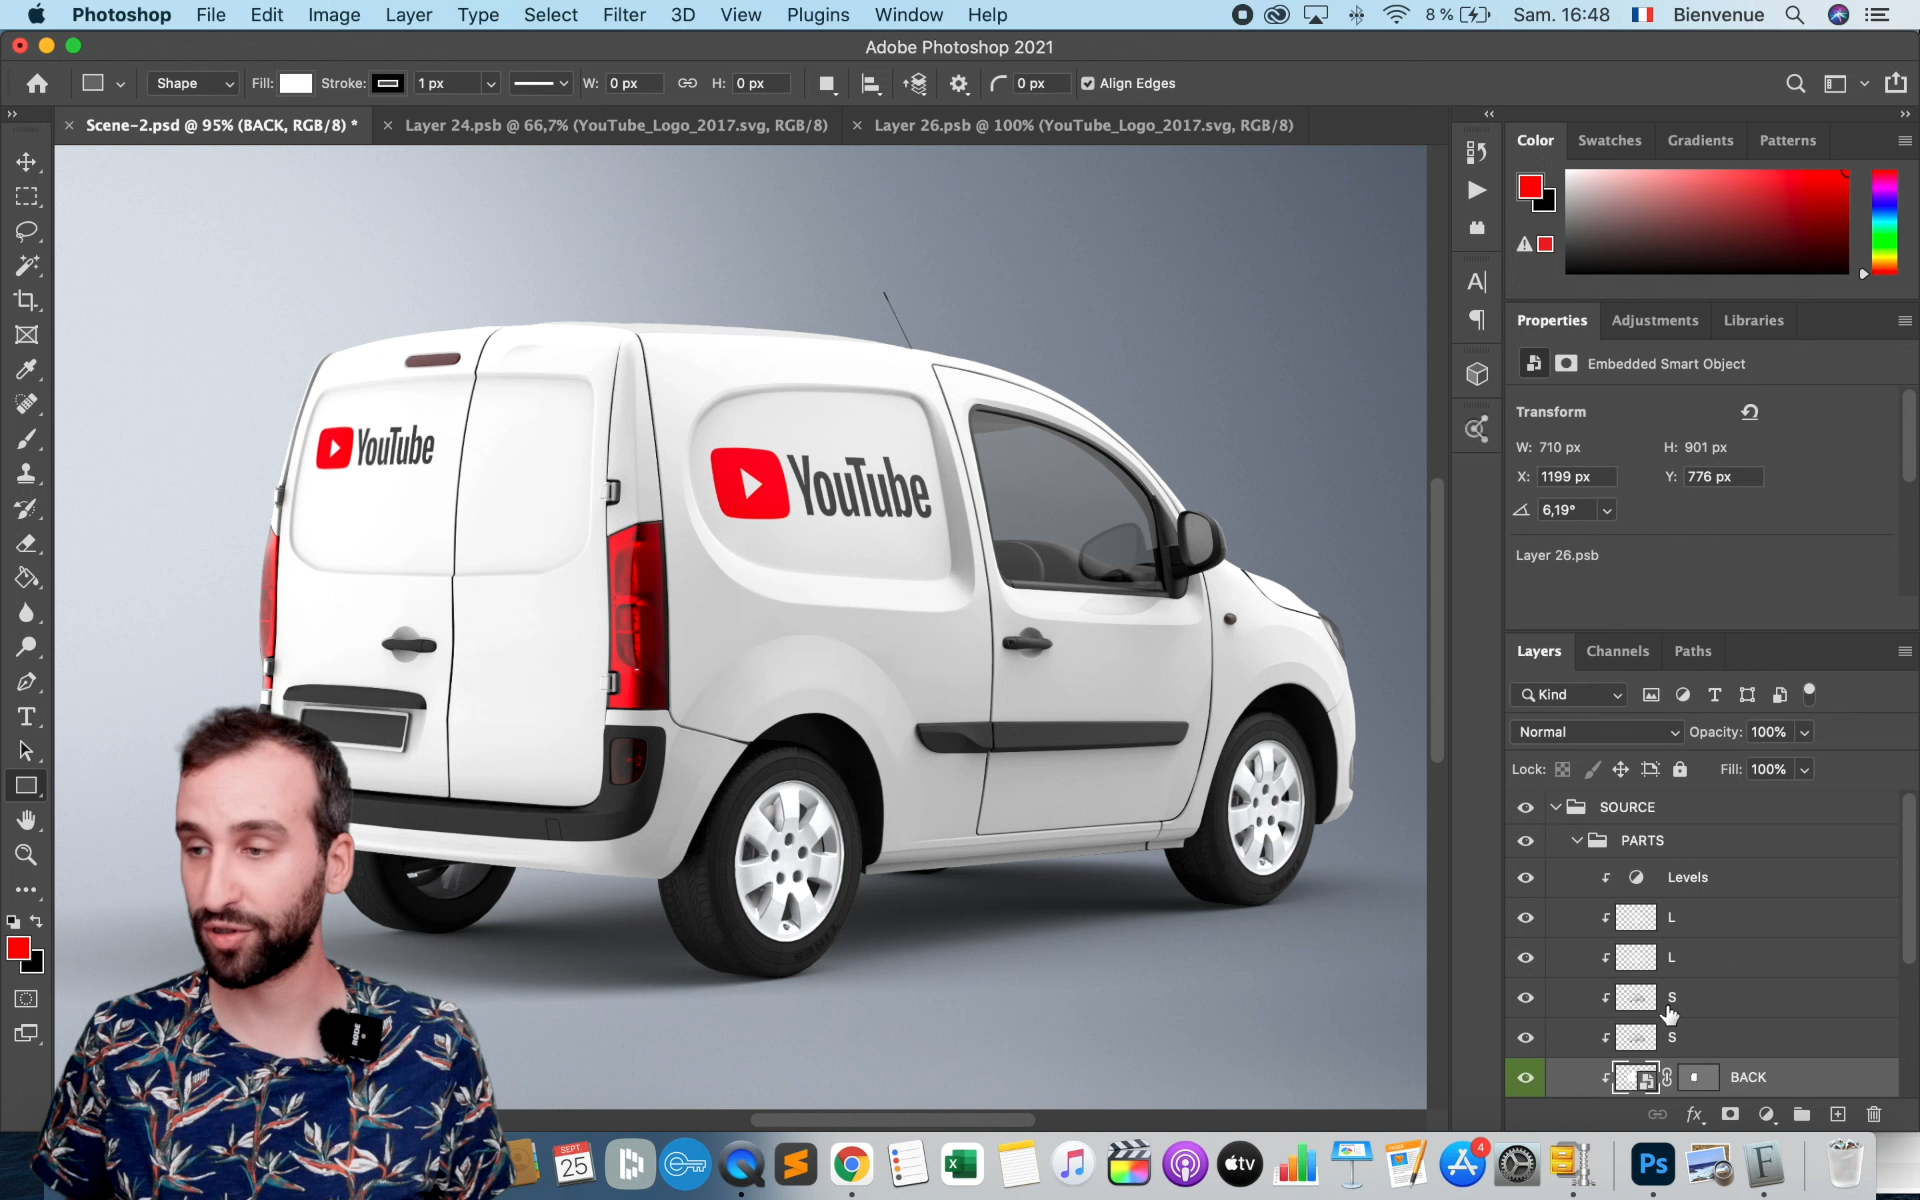 Photoshop File Edit Image Layer Type Select Filter 3D View Plugins Window Help 8 % Sam. 16:48 Bienvenue
Adobe Photoshop 2021
Shape Fill: Stroke: 1 px W: 0 px H: 0 px 0 px Align Edges
× Scene-2.psd @ 95% (BACK, RGB/8) * × Layer 24.psb @ 66,7% (YouTube_Logo_2017.svg, RGB/8) × Layer 26.psb @ 100% (YouTube_Logo_2017.svg, RGB/8)
Color Swatches Gradients Patterns
Properties Adjustments Libraries
Embedded Smart Object
Transform
W: 710 px H: 901 px
X: 1199 px Y: 776 px
6,19°
Layer 26.psb
YouTube
YouTube
Layers Channels Paths
Kind
Normal Opacity: 100%
Lock: Fill: 100%
SOURCE
PARTS
Levels
L
L
S
S
BACK
RØDE
SEPT.
25
tv
4
Ps
F